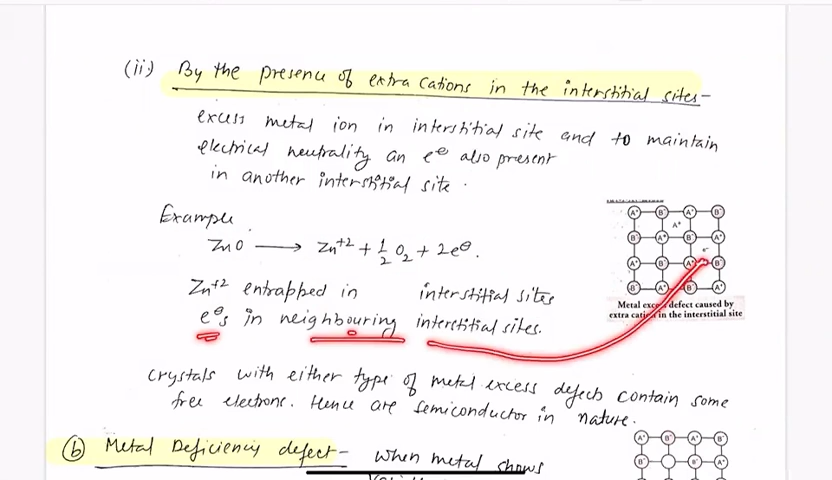 (ii) By the presence of extra cations in the interstitial sites-
excess metal ion in interstitial site and to maintain
electrical neutrality an e⊖ also present
in another interstitial site.
Example
ZnO ⟶ Zn+2 + 1/2 O2 + 2e⊖.
Zn+2 entrapped in interstitial sites
e⊖s in neighbouring interstitial sites.
A+ B- A+ B-
A+
B- A+ B- A+
e-
A+ B- A+ B-
B- A+ B- A+
Metal defect caused by
extra in the interstitial site
crystals with either type of metal excess defects contain some
free electrons. Hence are semiconductor in nature.
(b) Metal Deficiency defect- when metal shows
A+ B- A+ B-
B- B- A+